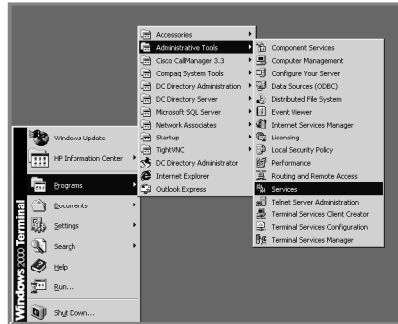 Accessories
Administrative Tools
Cisco CallManager 3.3
Compaq System Tools
DC Directory Administration
DC Directory Server
Microsoft SQL Server
Network Associates
Startup
TightVNC
DC Directory Administrator
Internet Explorer
Outlook Express
Component Services
Computer Management
Configure Your Server
Data Sources (ODBC)
Distributed File System
Event Viewer
Internet Services Manager
Licensing
Local Security Policy
Performance
Routing and Remote Access
Services
Telnet Server Administration
Terminal Services Client Creator
Terminal Services Configuration
Terminal Services Manager
Windows Update
HP Information Center
Programs
Documents
Settings
Search
Help
Run...
Shut Down...
Windows 2000 Terminal